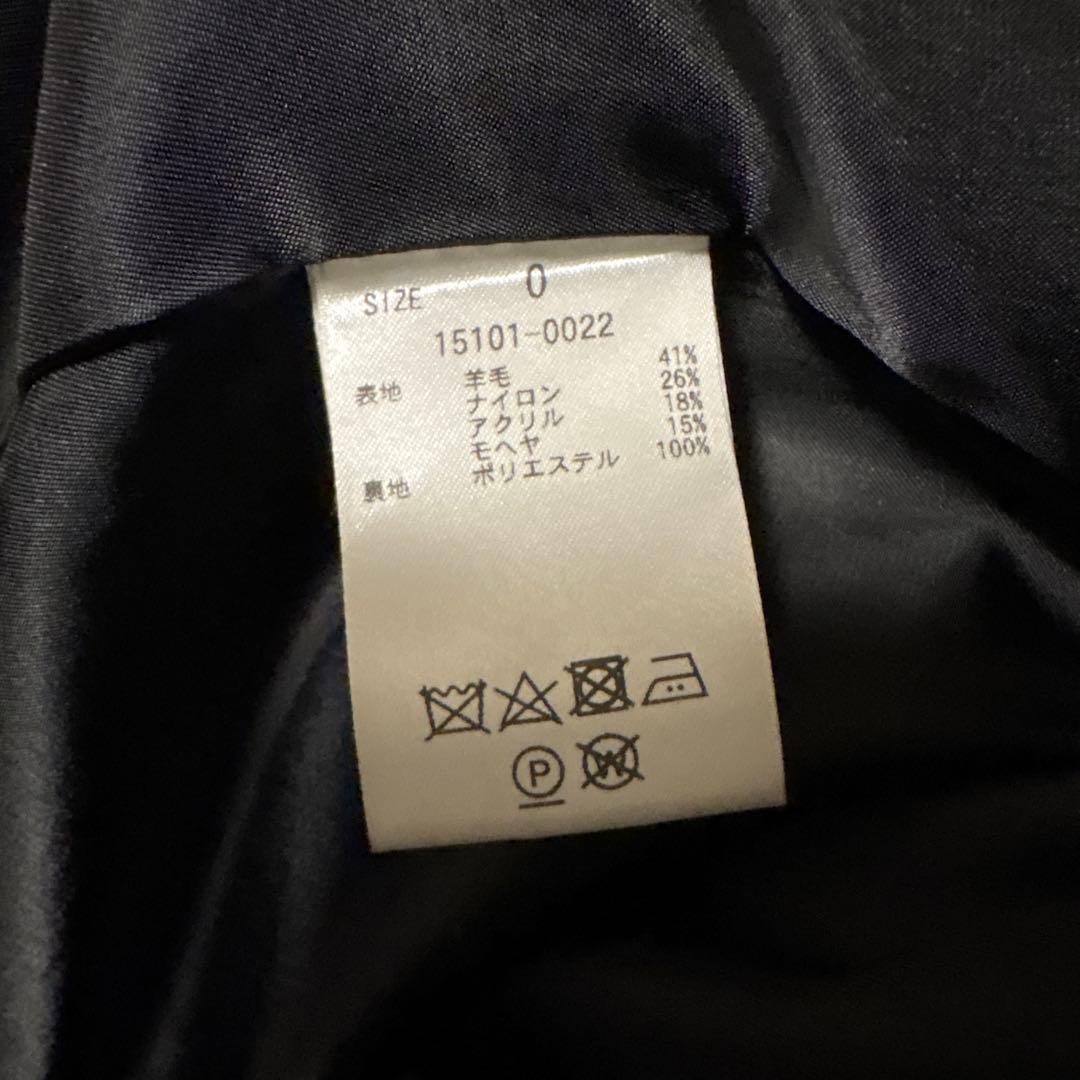 SIZE 0
15101-0022
表地 羊毛 41%
ナイロン 26%
アクリル 18%
モヘヤ 15%
裏地 ポリエステル 100%
P W